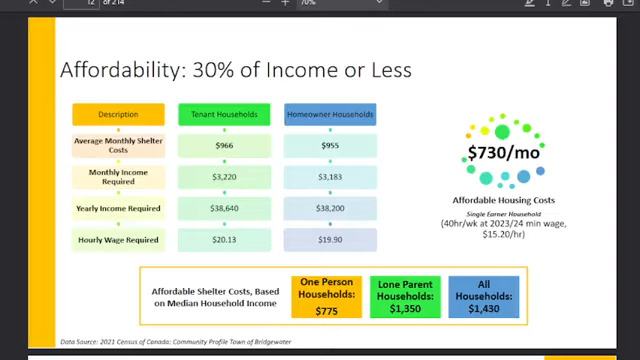 12 of 214
70%
Affordability: 30% of Income or Less
Description
Tenant Households
Homeowner Households
Average Monthly Shelter
Costs
$966
$955
Monthly Income
Required
$3,220
$3,183
Yearly Income Required
$38,640
$38,200
Hourly Wage Required
$20.13
$19.90
$730/mo
Affordable Housing Costs
Single Earner Household
(40hr/wk at 2023/24 min wage,
$15.20/hr)
Affordable Shelter Costs, Based
on Median Household Income
One Person
Households:
$775
Lone Parent
Households:
$1,350
All
Households:
$1,430
Data Source: 2021 Census of Canada; Community Profile Town of Bridgewater